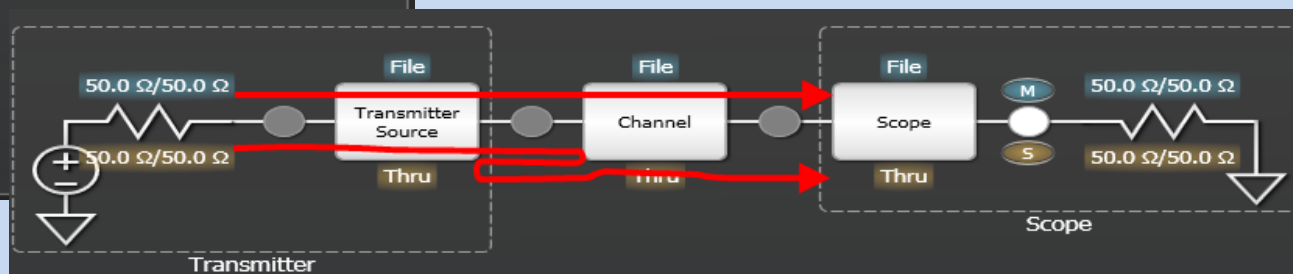 File
File
File
50.0 Ω/50.0 Ω
M
50.0 Ω/50.0 Ω
Transmitter
Source
Channel
Scope
+
50.0 Ω/50.0 Ω
−
Thru
Thru
Thru
S
50.0 Ω/50.0 Ω
Scope
Transmitter